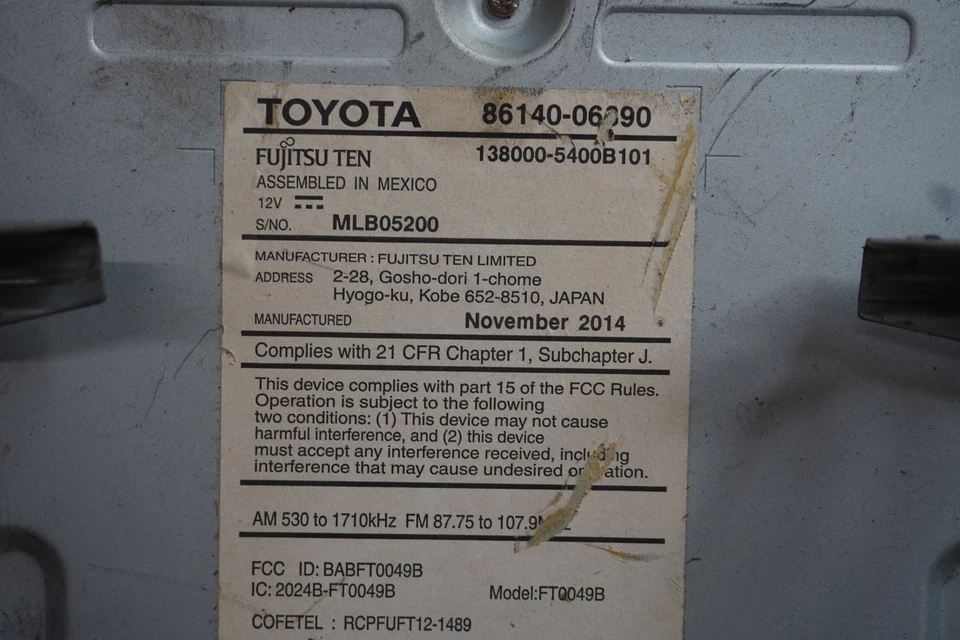 TOYOTA
FUJITSU TEN 138000-5400B101
ASSEMBLED IN MEXICO
12V
S/NO. MLB05200
MANUFACTURER : FUJITSU TEN LIMITED
ADDRESS 2-28, Gosho-dori 1-chome
Hyogo-ku, Kobe 652-8510, JAPAN
MANUFACTURED November 2014
Complies with 21 CFR Chapter 1, Subchapter J.
This device complies with part 15 of the FCC Rules.
Operation is subject to the following
two conditions: (1) This device may not cause
harmful interference, and (2) this device
must accept any interference received, including
interference that may cause undesired operation.
AM 530 to 1710kHz FM 87.75 to
FCC ID: BABFT0049B
IC: 2024B-FT0049B Model:FT0049B
COFETEL : RCPFUFT12-1489